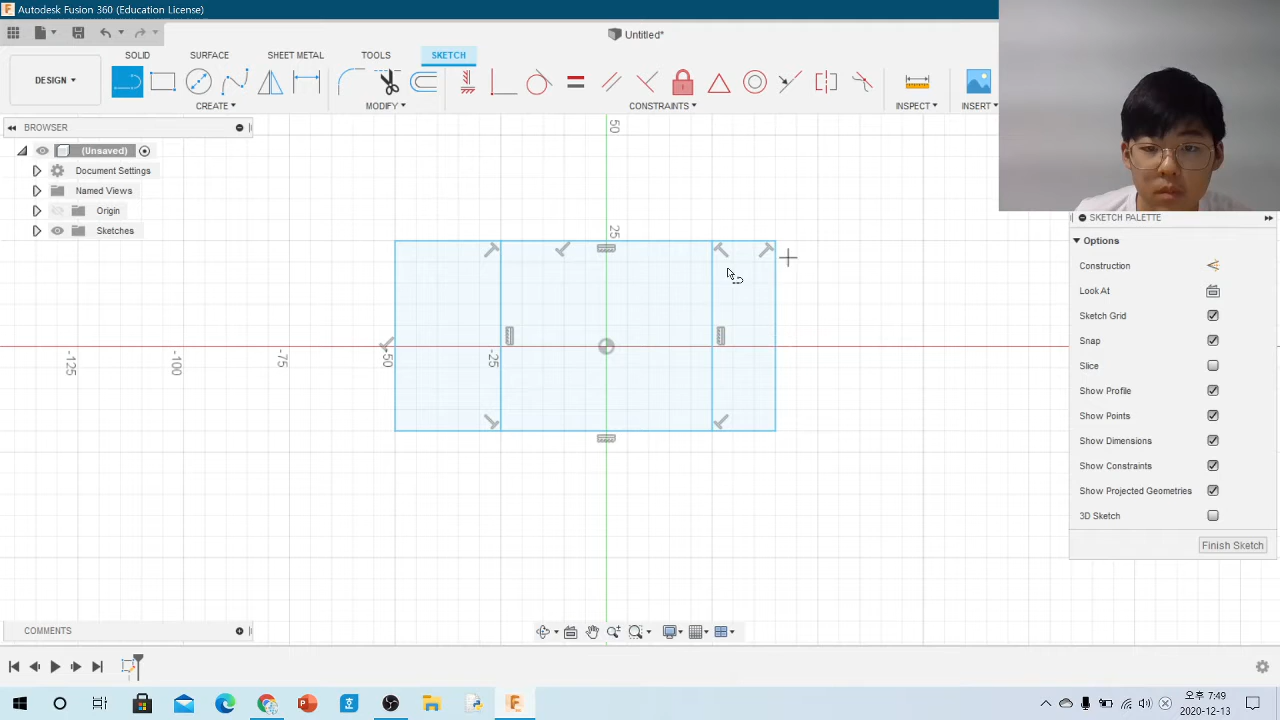 Autodesk Fusion 360 (Education License)
Untitled*
SOLID SURFACE SHEET METAL TOOLS SKETCH
DESIGN
CREATE MODIFY CONSTRAINTS INSPECT INSERT
BROWSER
(Unsaved)
Document Settings
Named Views
Origin
Sketches
50
25
-125 -100 -75 -50 -25
SKETCH PALETTE
Options
Construction
Look At
Sketch Grid
Snap
Slice
Show Profile
Show Points
Show Dimensions
Show Constraints
Show Projected Geometries
3D Sketch
Finish Sketch
COMMENTS
오후 7:49
2020-12-13